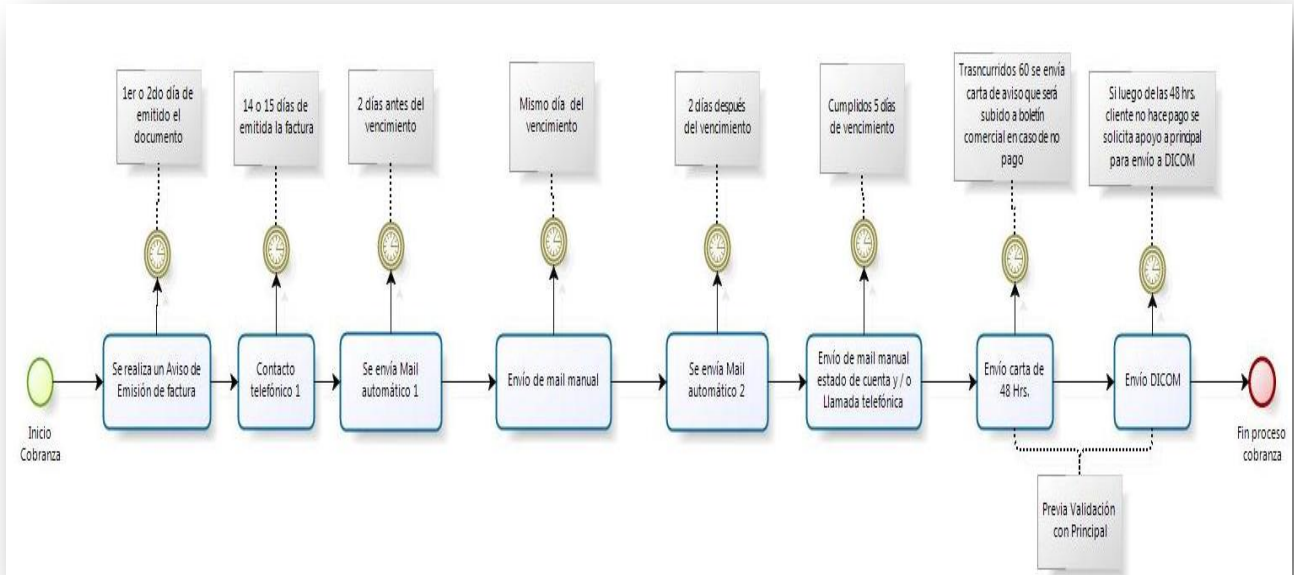 1er o 2do día de
emitido el
documento
14 o 15 días de
emitida la factura
2 días antes del
vencimiento
Mismo día del
vencimiento
2 días después
del vencimiento
Cumplidos 5 días
de vencimiento
Trasncurridos 60 se envía
carta de aviso que será
subido a boletín
comercial en caso de no
pago
Si luego de las 48 hrs.
cliente no hace pago se
solicita apoyo a principal
para envío a DICOM
Inicio
Cobranza
Se realiza un Aviso de
Emisión de factura
Contacto
telefónico 1
Se envía Mail
automático 1
Envío de mail manual
Se envía Mail
automático 2
Envío de mail manual
estado de cuenta y / o
Llamada telefónica
Envío carta de
48 Hrs.
Envío DICOM
Fin proceso
cobranza
Previa Validación
con Principal